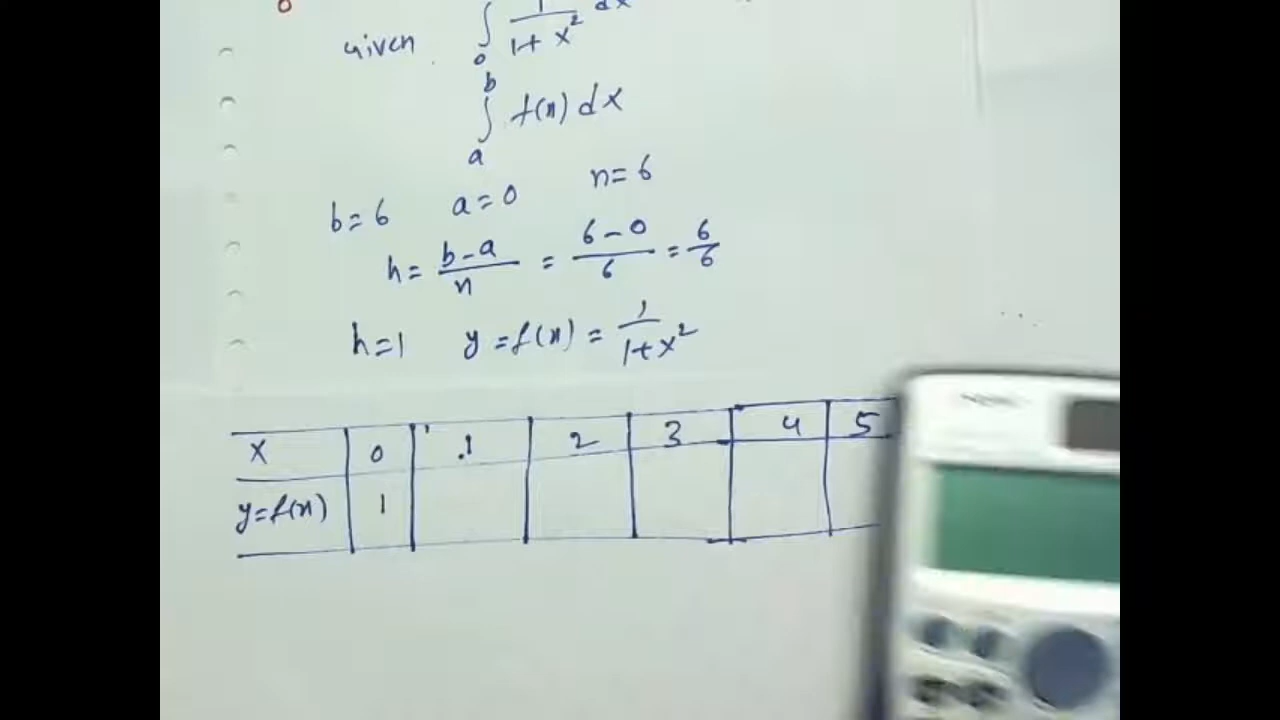 0
Given ∫ 0 1/(1+x² dx
b
∫ f(x) dx
a
b=6 a=0 n=6
h= (b-a)/n = (6-0)/6 = 6/6
h=1 y=f(x) = 1/(1+x²)
X 0 .1 2 3 4 5
y=f(x) 1